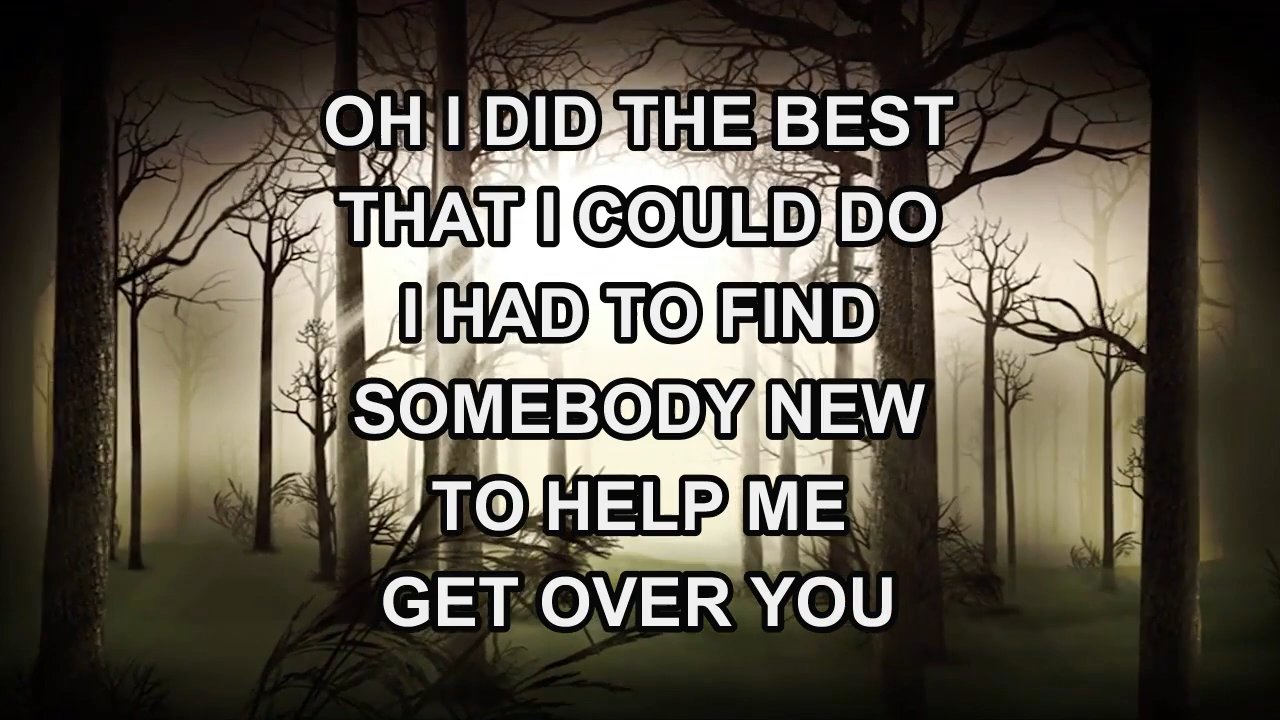 OH I DID THE BEST
THAT I COULD DO
I HAD TO FIND
SOMEBODY NEW
TO HELP ME
GET OVER YOU